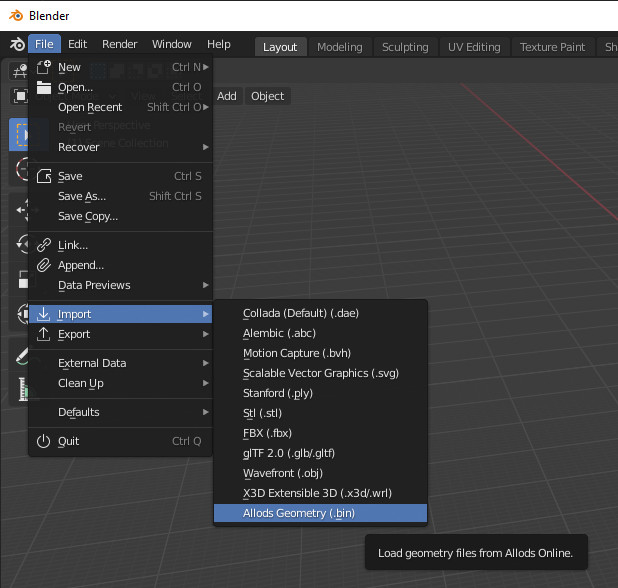 Blender
File Edit Render Window Help Layout Modeling Sculpting UV Editing Texture Paint Sh
New Ctrl N
Open... Ctrl O
Add Object
Open Recent Shift Ctrl O
Revert
Perspective
Recover
Collection
Save Ctrl S
Save As... Shift Ctrl S
Save Copy...
Link...
Append...
Data Previews
Import
Export
External Data
Clean Up
Defaults
Quit Ctrl Q
Collada (Default) (.dae)
Alembic (.abc)
Motion Capture (.bvh)
Scalable Vector Graphics (.svg)
Stanford (.ply)
Stl (.stl)
FBX (.fbx)
glTF 2.0 (.glb/.gltf)
Wavefront (.obj)
X3D Extensible 3D (.x3d/.wrl)
Allods Geometry (.bin)
Load geometry files from Allods Online.